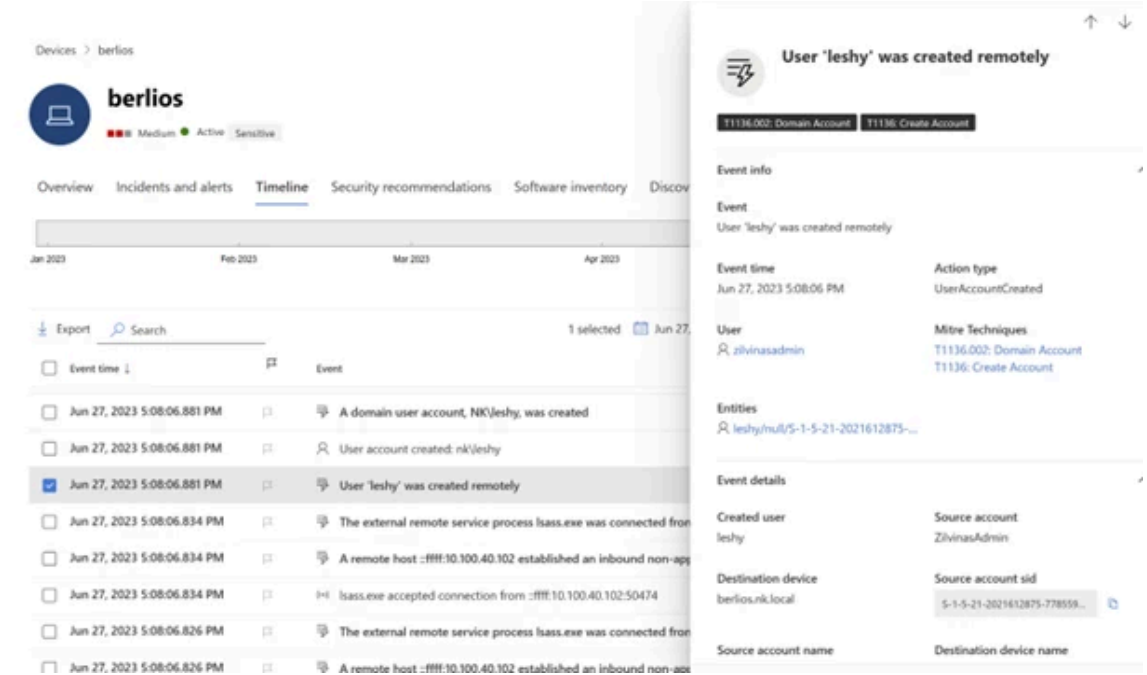 Devices > berlios
berlios
Medium Active Sensitive
Overview Incidents and alerts Timeline Security recommendations Software inventory Discov
Jan 2023 Feb 2023 Mar 2023 Apr 2023
Export Search 1 selected Jun 27,
Event time ↓ Event
Jun 27, 2023 5:08:06.881 PM A domain user account, NK\leshy, was created
Jun 27, 2023 5:08:06.881 PM User account created: nk\leshy
Jun 27, 2023 5:08:06.881 PM User 'leshy' was created remotely
Jun 27, 2023 5:08:06.834 PM The external remote service process lsass.exe was connected from
Jun 27, 2023 5:08:06.834 PM A remote host ::ffff:10.100.40.102 established an inbound non-app
Jun 27, 2023 5:08:06.834 PM lsass.exe accepted connection from ::ffff:10.100.40.102:50474
Jun 27, 2023 5:08:06.826 PM The external remote service process lsass.exe was connected from
Jun 27, 2023 5:08:06.826 PM A remote host ::ffff:10.100.40.102 established an inbound non-app
User 'leshy' was created remotely
T1136.002: Domain Account T1136: Create Account
Event info
Event
User 'leshy' was created remotely
Event time Action type
Jun 27, 2023 5:08:06 PM UserAccountCreated
User Mitre Techniques
zilvinasadmin T1136.002: Domain Account
T1136: Create Account
Entities
leshy/null/S-1-5-21-2021612875-...
Event details
Created user Source account
leshy ZilvinasAdmin
Destination device Source account sid
berlios.nk.local S-1-5-21-2021612875-778559...
Source account name Destination device name